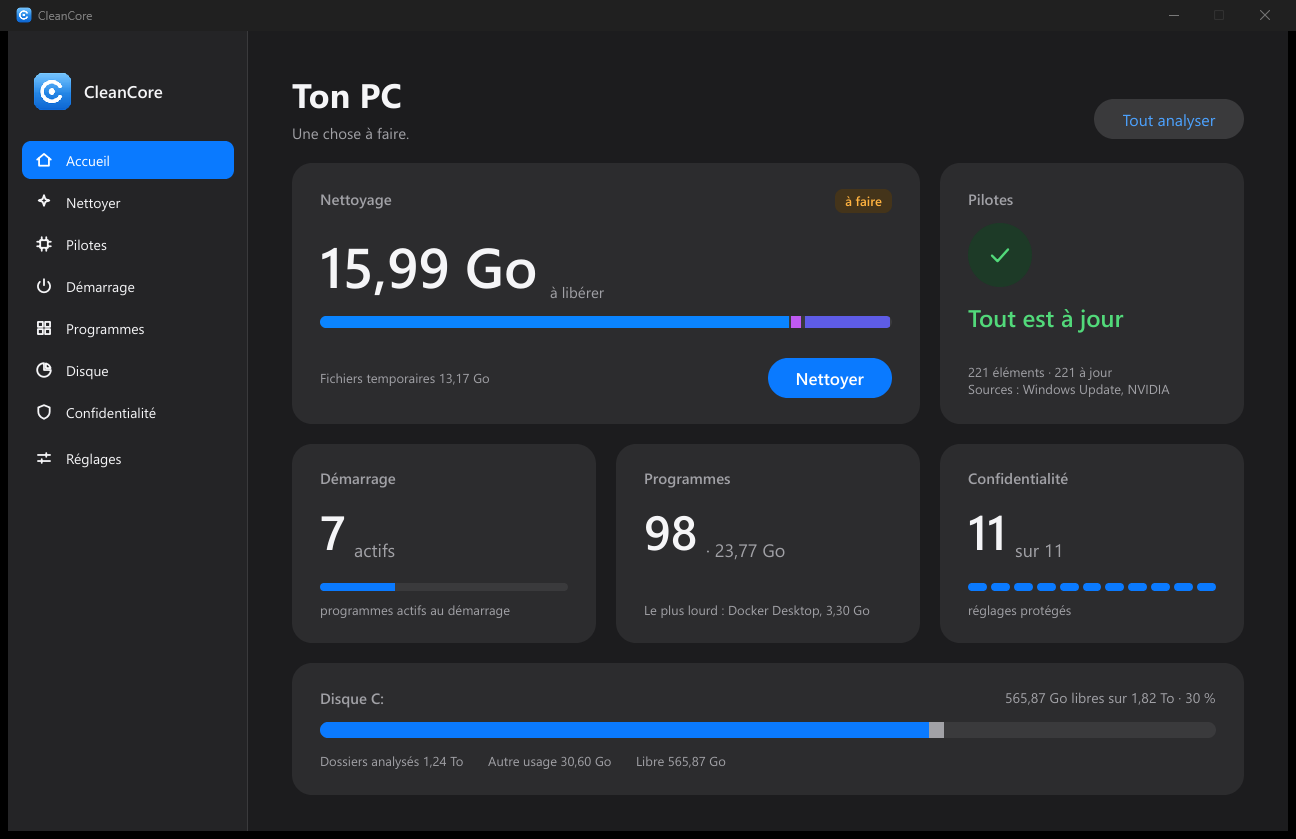 CleanCore
CleanCore
Accueil
Nettoyer
Pilotes
Démarrage
Programmes
Disque
Confidentialité
Réglages
Ton PC
Une chose à faire.
Tout analyser
Nettoyage
à faire
15,99 Go à libérer
Fichiers temporaires 13,17 Go
Nettoyer
Pilotes
Tout est à jour
221 éléments · 221 à jour
Sources : Windows Update, NVIDIA
Démarrage
7 actifs
programmes actifs au démarrage
Programmes
98 · 23,77 Go
Le plus lourd : Docker Desktop, 3,30 Go
Confidentialité
11 sur 11
réglages protégés
Disque C:
565,87 Go libres sur 1,82 To · 30 %
Dossiers analysés 1,24 To
Autre usage 30,60 Go
Libre 565,87 Go